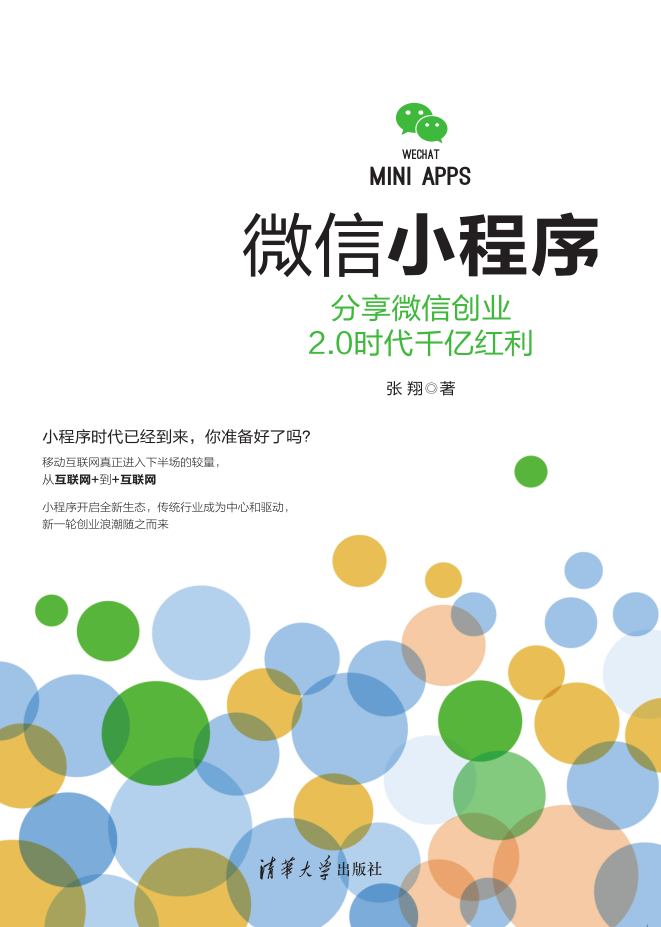 WECHAT
MINI APPS
微信小程序
分享微信创业
2.0时代千亿红利
张 翔◎著
小程序时代已经到来，你准备好了吗?
移动互联网真正进入下半场的较量，
从互联网+到+互联网
小程序开启全新生态，传统行业成为中心和驱动，
新一轮创业浪潮随之而来
清华大学出版社